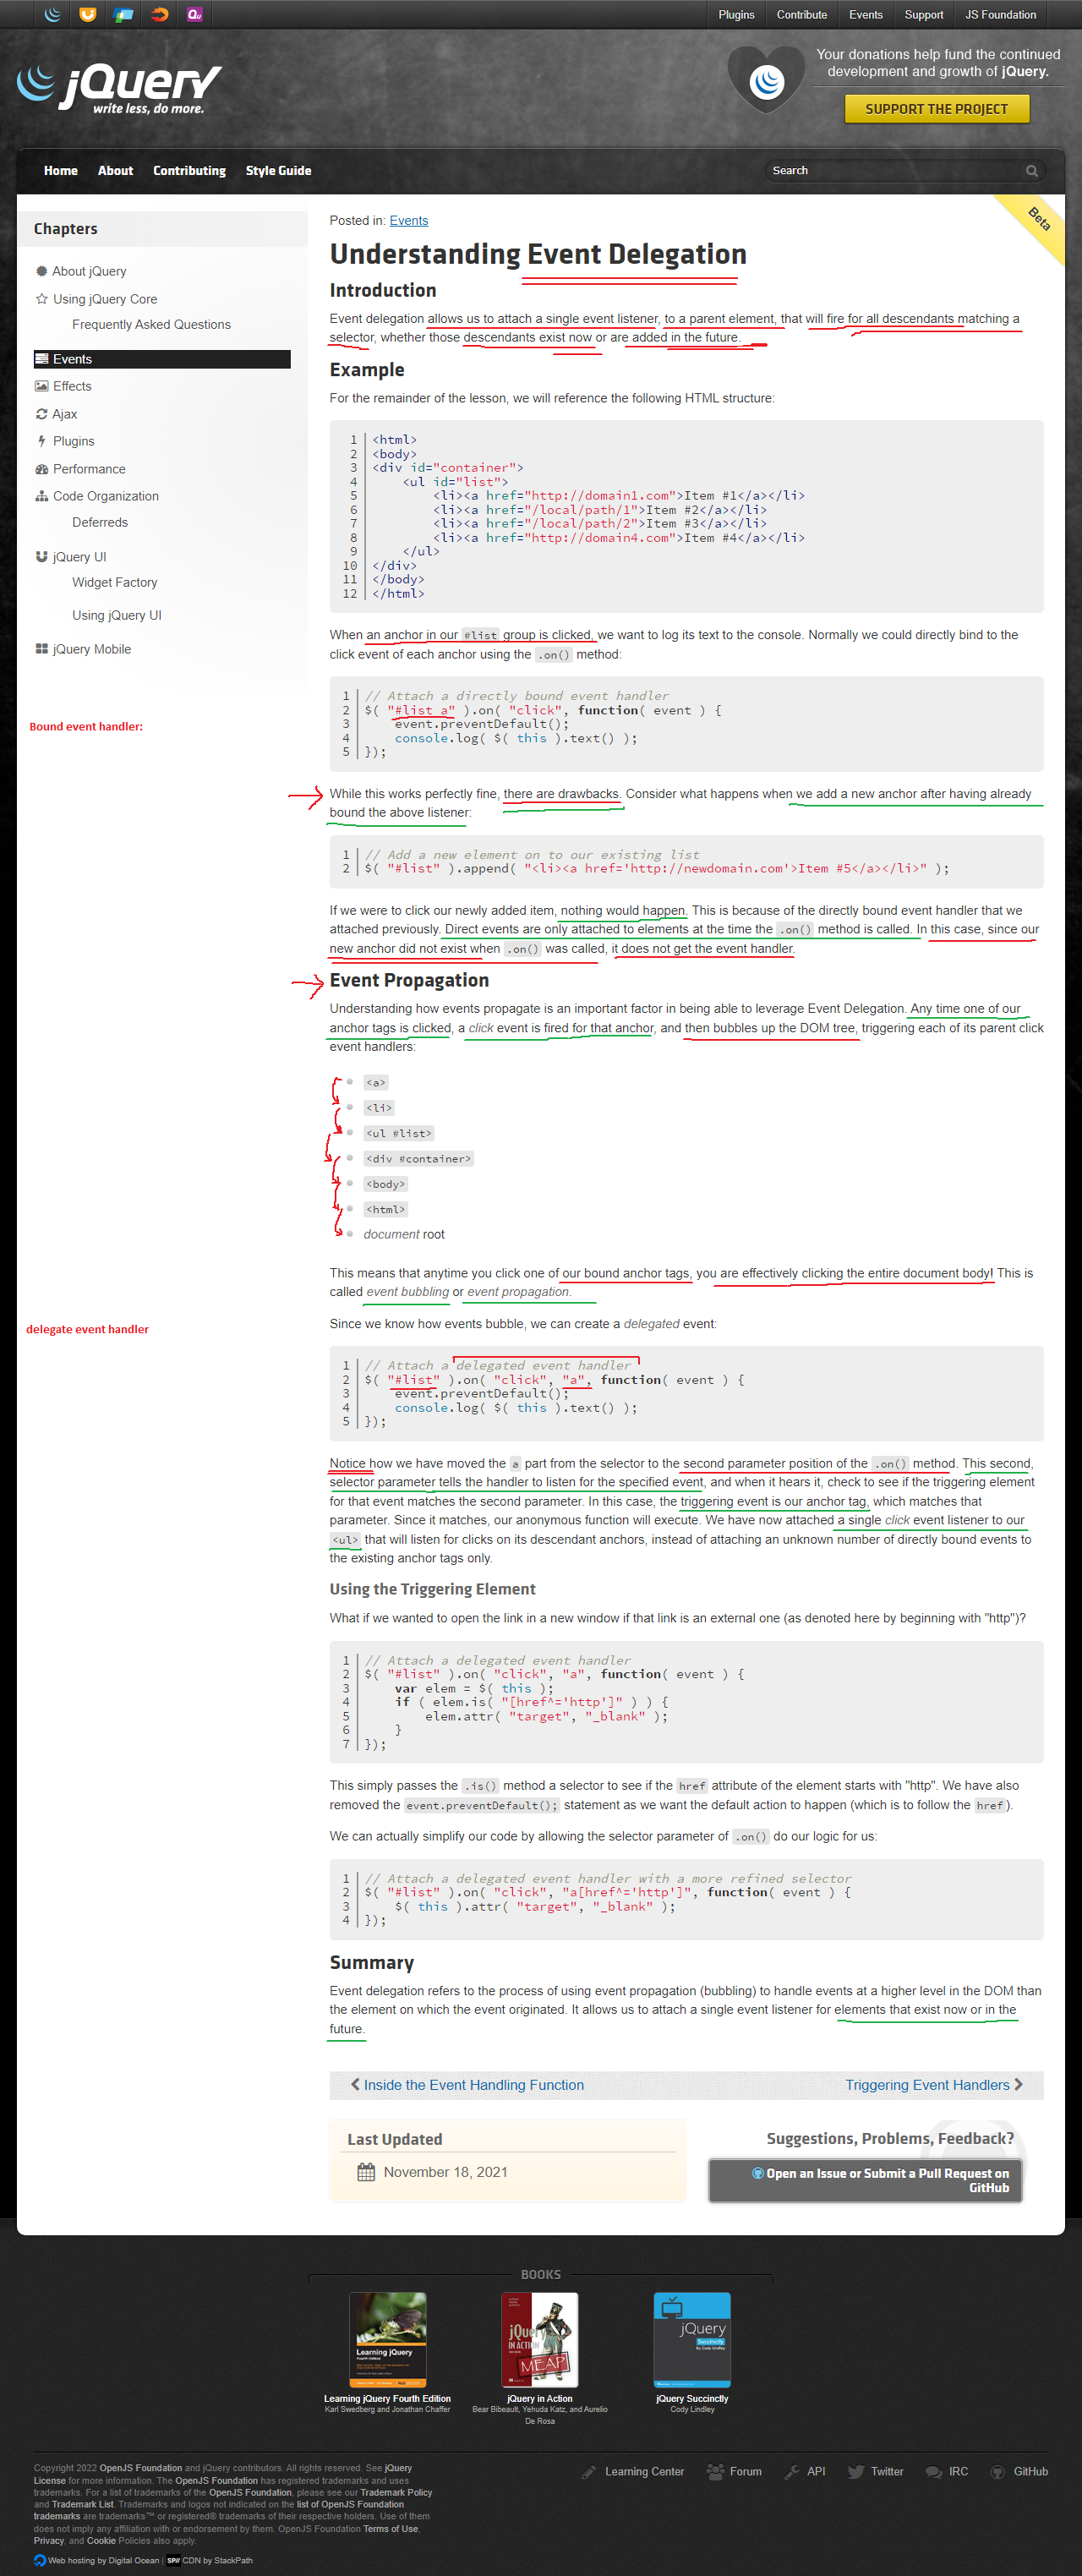 Plugins Contribute Events Support JS Foundation
jQuery
write less, do more.
Your donations help fund the continued
development and growth of jQuery.
SUPPORT THE PROJECT
Home About Contributing Style Guide
Search
Beta
Chapters
About jQuery
Using jQuery Core
Frequently Asked Questions
Events
Effects
Ajax
Plugins
Performance
Code Organization
Deferreds
jQuery UI
Widget Factory
Using jQuery UI
jQuery Mobile
Posted in: Events
Understanding Event Delegation
Introduction
Event delegation allows us to attach a single event listener, to a parent element, that will fire for all descendants matching a
selector, whether those descendants exist now or are added in the future.
Example
For the remainder of the lesson, we will reference the following HTML structure:
1 <html>
2 <body>
3 <div id="container">
4     <ul id="list">
5         <li><a href="http://domain1.com">Item #1</a></li>
6         <li><a href="/local/path/1">Item #2</a></li>
7         <li><a href="/local/path/2">Item #3</a></li>
8         <li><a href="http://domain4.com">Item #4</a></li>
9     </ul>
10 </div>
11 </body>
12 </html>
When an anchor in our #list group is clicked, we want to log its text to the console. Normally we could directly bind to the
click event of each anchor using the .on() method:
Bound event handler:
1 // Attach a directly bound event handler
2 $( "#list a" ).on( "click", function( event ) {
3     event.preventDefault();
4     console.log( $( this ).text() );
5 });
While this works perfectly fine, there are drawbacks. Consider what happens when we add a new anchor after having already
bound the above listener:
1 // Add a new element on to our existing list
2 $( "#list" ).append( "<li><a href='http://newdomain.com'>Item #5</a></li>" );
If we were to click our newly added item, nothing would happen. This is because of the directly bound event handler that we
attached previously. Direct events are only attached to elements at the time the .on() method is called. In this case, since our
new anchor did not exist when .on() was called, it does not get the event handler.
Event Propagation
Understanding how events propagate is an important factor in being able to leverage Event Delegation. Any time one of our
anchor tags is clicked, a click event is fired for that anchor, and then bubbles up the DOM tree, triggering each of its parent click
event handlers:
<a>
<li>
<ul #list>
<div #container>
<body>
<html>
document root
This means that anytime you click one of our bound anchor tags, you are effectively clicking the entire document body! This is
called event bubbling or event propagation.
Since we know how events bubble, we can create a delegated event:
delegate event handler
1 // Attach a delegated event handler
2 $( "#list" ).on( "click", "a", function( event ) {
3     event.preventDefault();
4     console.log( $( this ).text() );
5 });
Notice how we have moved the a part from the selector to the second parameter position of the .on() method. This second,
selector parameter tells the handler to listen for the specified event, and when it hears it, check to see if the triggering element
for that event matches the second parameter. In this case, the triggering event is our anchor tag, which matches that
parameter. Since it matches, our anonymous function will execute. We have now attached a single click event listener to our
<ul> that will listen for clicks on its descendant anchors, instead of attaching an unknown number of directly bound events to
the existing anchor tags only.
Using the Triggering Element
What if we wanted to open the link in a new window if that link is an external one (as denoted here by beginning with "http")?
1 // Attach a delegated event handler
2 $( "#list" ).on( "click", "a", function( event ) {
3     var elem = $( this );
4     if ( elem.is( "[href^='http']" ) ) {
5         elem.attr( "target", "_blank" );
6     }
7 });
This simply passes the .is() method a selector to see if the href attribute of the element starts with "http". We have also
removed the event.preventDefault(); statement as we want the default action to happen (which is to follow the href).
We can actually simplify our code by allowing the selector parameter of .on() do our logic for us:
1 // Attach a delegated event handler with a more refined selector
2 $( "#list" ).on( "click", "a[href^='http']", function( event ) {
3     $( this ).attr( "target", "_blank" );
4 });
Summary
Event delegation refers to the process of using event propagation (bubbling) to handle events at a higher level in the DOM than
the element on which the event originated. It allows us to attach a single event listener for elements that exist now or in the
future.
Inside the Event Handling Function Triggering Event Handlers
Last Updated
November 18, 2021
Suggestions, Problems, Feedback?
Open an Issue or Submit a Pull Request on
GitHub
BOOKS
Learning jQuery
jQuery
IN ACTION
MEAP
jQuery
Succinctly
by Cody Lindley
Learning jQuery Fourth Edition
Karl Swedberg and Jonathan Chaffer
jQuery in Action
Bear Bibeault, Yehuda Katz, and Aurelio
De Rosa
jQuery Succinctly
Cody Lindley
Copyright 2022 OpenJS Foundation and jQuery contributors. All rights reserved. See jQuery
License for more information. The OpenJS Foundation has registered trademarks and uses
trademarks. For a list of trademarks of the OpenJS Foundation, please see our Trademark Policy
and Trademark List. Trademarks and logos not indicated on the list of OpenJS Foundation
trademarks are trademarks™ or registered® trademarks of their respective holders. Use of them
does not imply any affiliation with or endorsement by them. OpenJS Foundation Terms of Use,
Privacy, and Cookie Policies also apply.
Web hosting by Digital Ocean | SP// CDN by StackPath
Learning Center Forum API Twitter IRC GitHub